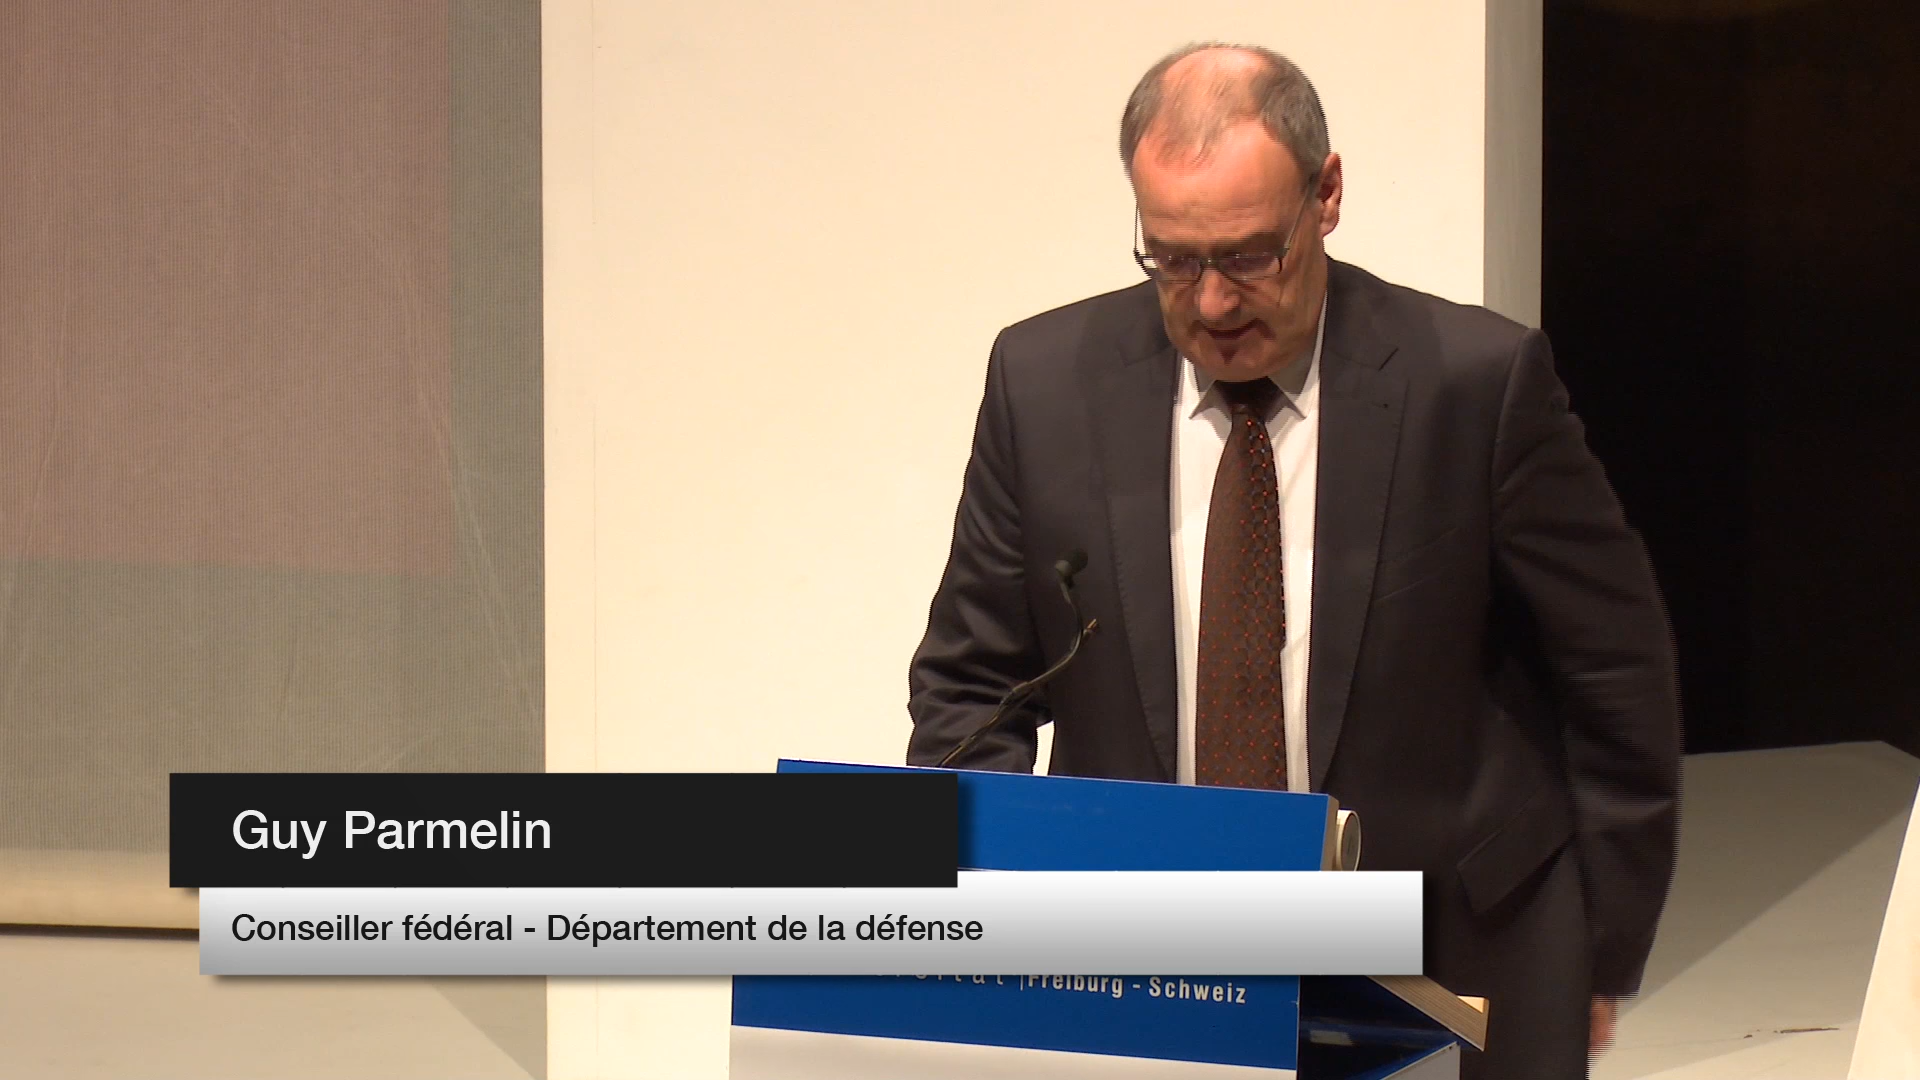 Guy Parmelin
Conseiller fédéral - Département de la défense
Freiburg - Schweiz